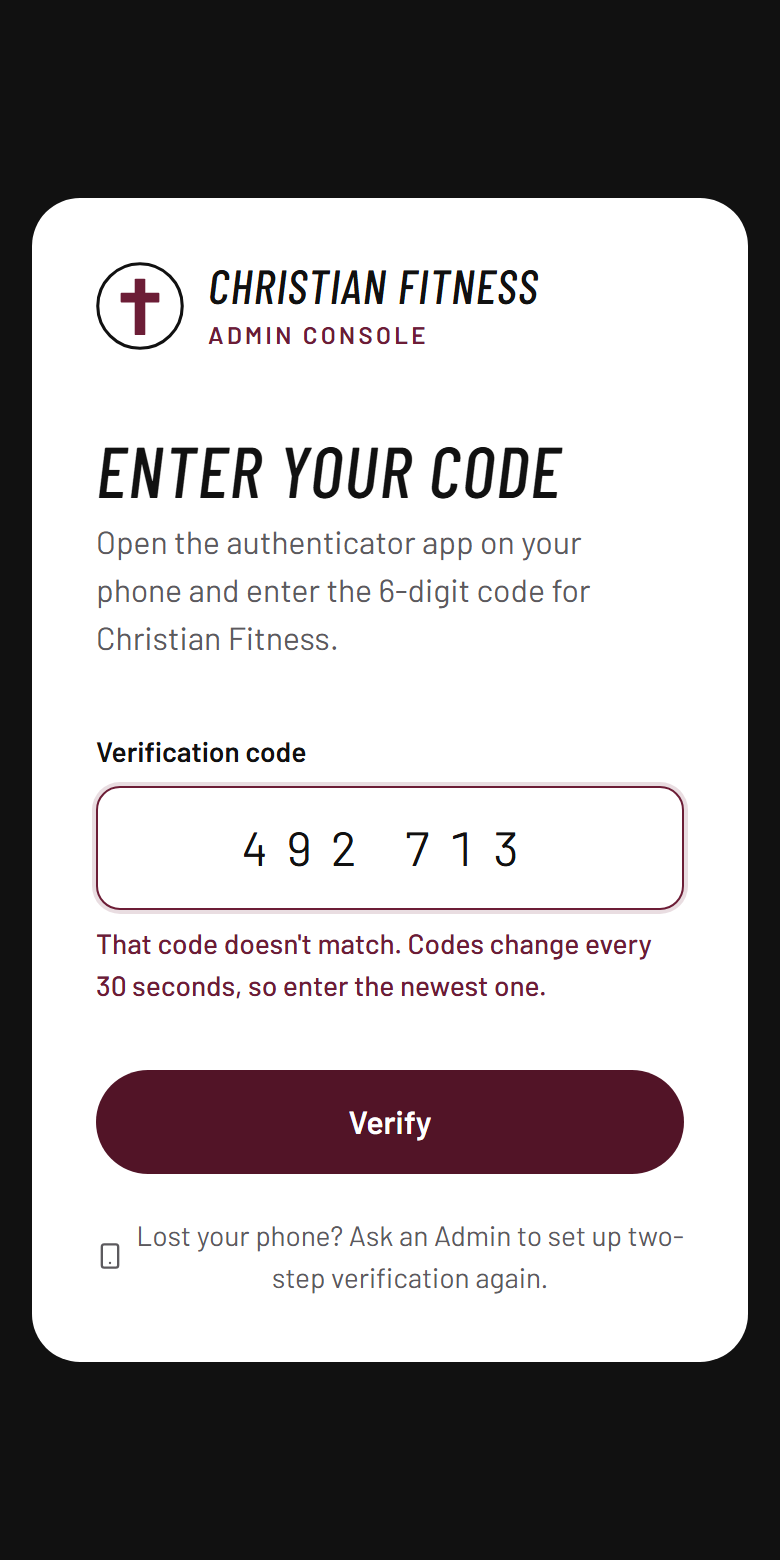 CHRISTIAN FITNESS
ADMIN CONSOLE
ENTER YOUR CODE
Open the authenticator app on your
phone and enter the 6-digit code for
Christian Fitness.
Verification code
492 713
That code doesn't match. Codes change every
30 seconds, so enter the newest one.
Verify
Lost your phone? Ask an Admin to set up two-
step verification again.